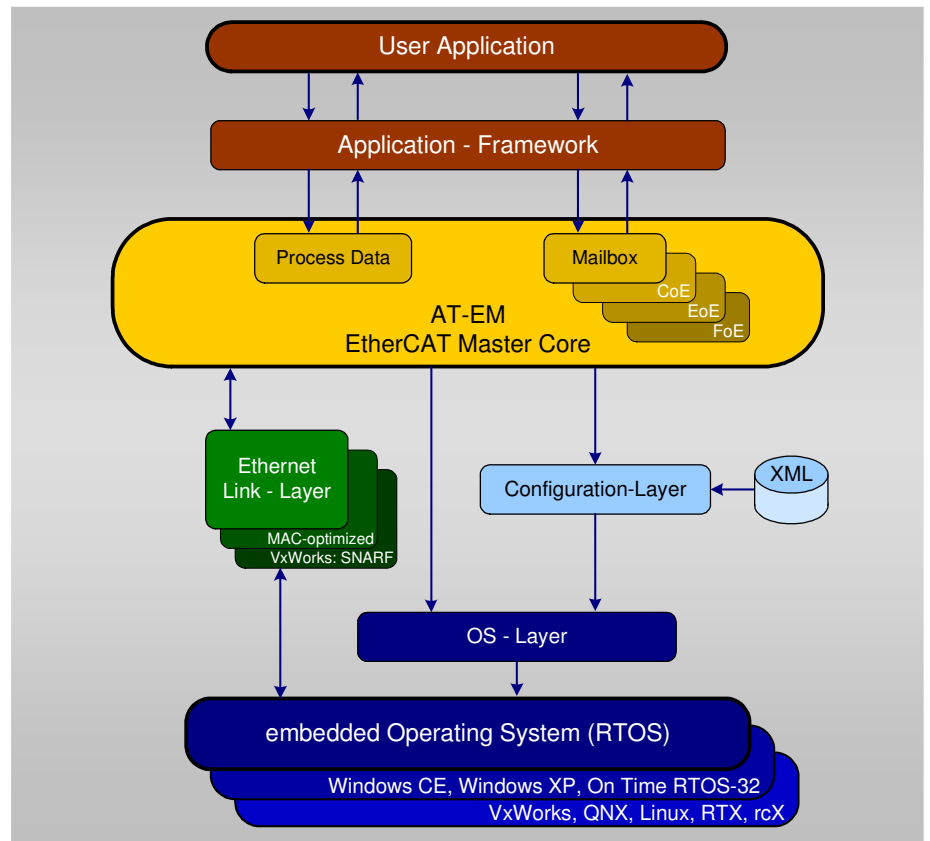 User Application
Application - Framework
Process Data
Mailbox
CoE
EoE
FoE
AT-EM
EtherCAT Master Core
Ethernet
Link - Layer
MAC-optimized
VxWorks: SNARF
Configuration-Layer
XML
OS - Layer
embedded Operating System (RTOS)
Windows CE, Windows XP, On Time RTOS-32
VxWorks, QNX, Linux, RTX, rcX